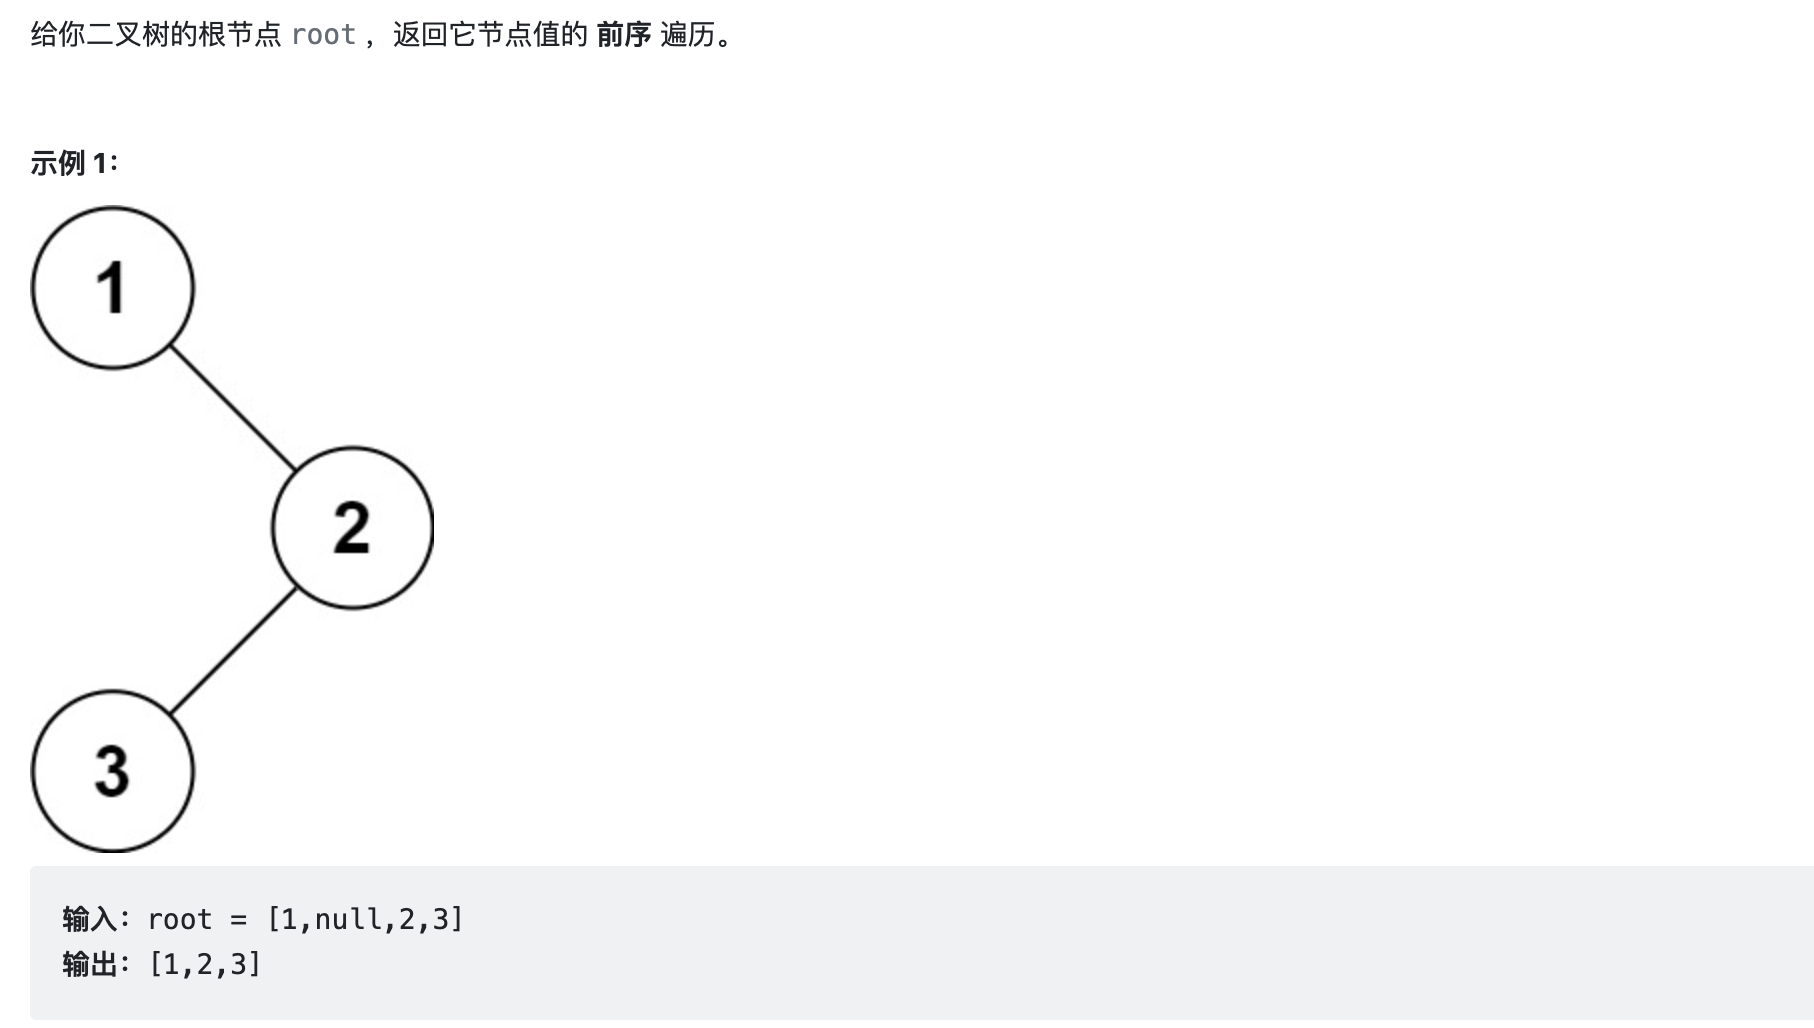 给你二叉树的根节点 root ，返回它节点值的 前序 遍历。
示例 1:
1
2
3
输入：root = [1,null,2,3]
输出：[1,2,3]